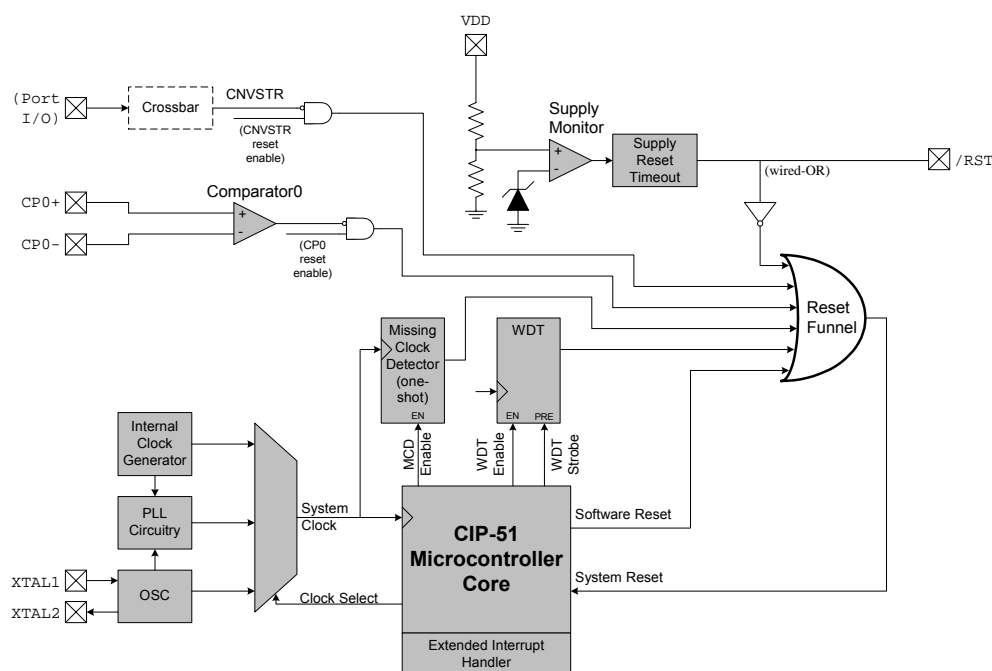 VDD
(Port
I/O)
Crossbar
CNVSTR
(CNVSTR
reset
enable)
Supply
Monitor
+
-
Supply
Reset
Timeout
(wired-OR)
/RST
CP0+
CP0-
Comparator0
+
-
(CP0
reset
enable)
Reset
Funnel
Missing
Clock
Detector
(one-
shot)
EN
WDT
EN
PRE
MCD
Enable
WDT
Enable
WDT
Strobe
Internal
Clock
Generator
PLL
Circuitry
OSC
XTAL1
XTAL2
System
Clock
Clock Select
CIP-51
Microcontroller
Core
Software Reset
System Reset
Extended Interrupt
Handler